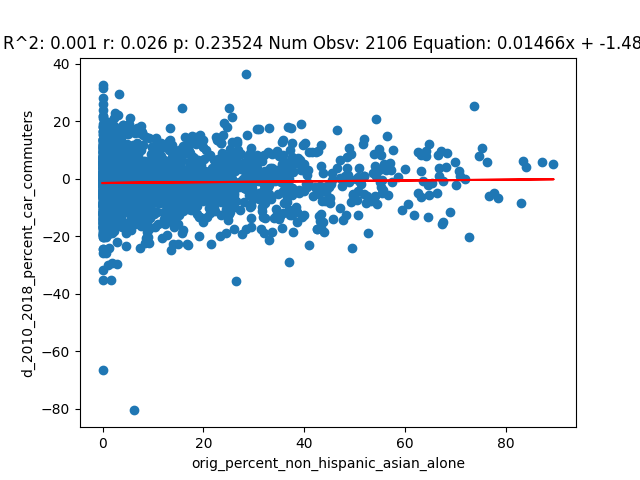 R^2: 0.001 r: 0.026 p: 0.23524 Num Obsv: 2106 Equation: 0.01466x + -1.48
40
20
0
−20
−40
−60
−80
d_2010_2018_percent_car_commuters
0 20 40 60 80
orig_percent_non_hispanic_asian_alone